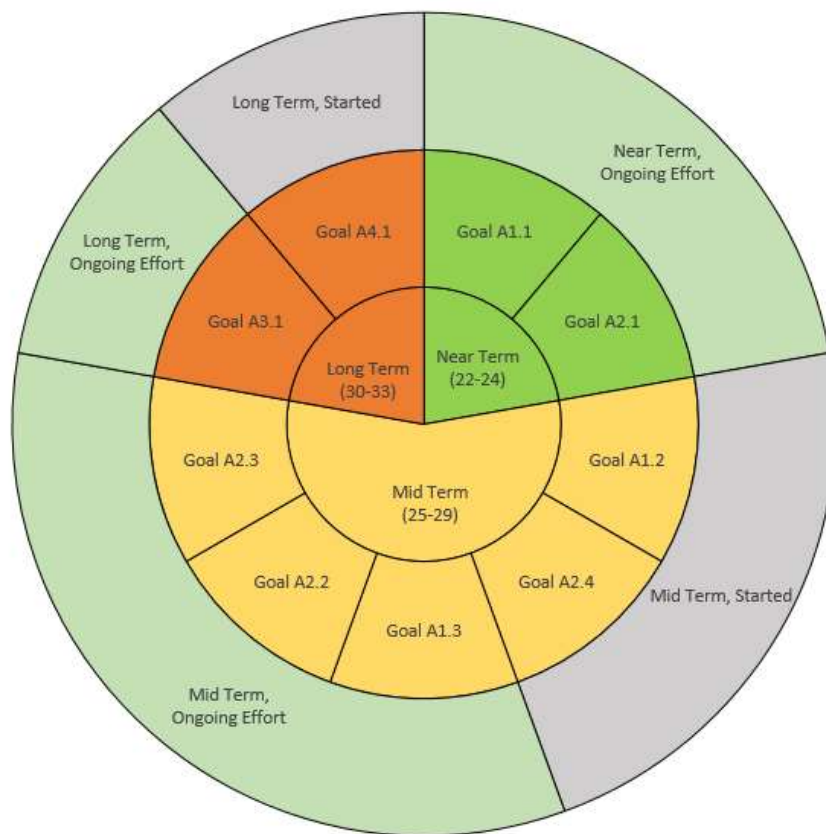 Long Term, Started
Near Term,
Ongoing Effort
Long Term,
Ongoing Effort
Goal A4.1
Goal A1.1
Goal A3.1
Goal A2.1
Long Term
(30-33)
Near Term
(22-24)
Goal A2.3
Goal A1.2
Mid Term
(25-29)
Goal A2.2
Goal A2.4
Mid Term, Started
Goal A1.3
Mid Term,
Ongoing Effort